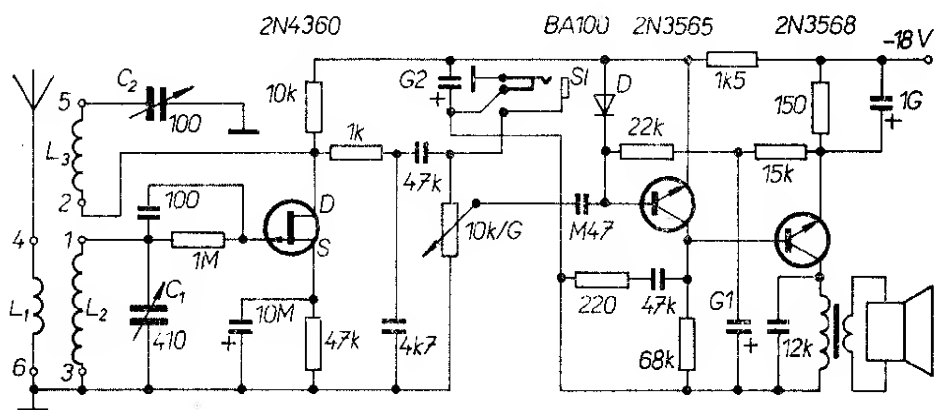 2N4360 BA100 2N3565 2N3568
-18V
C2 G2 Sl D
5 100 10k 1k5 150 1G
L3 1k 22k
2 47k 15k
100 D
4 1 10k/G M47
1M S
C1 220 47k
L1 L2 10M G1
410 47k 4k7 68k 12k
6 3
+ + + +